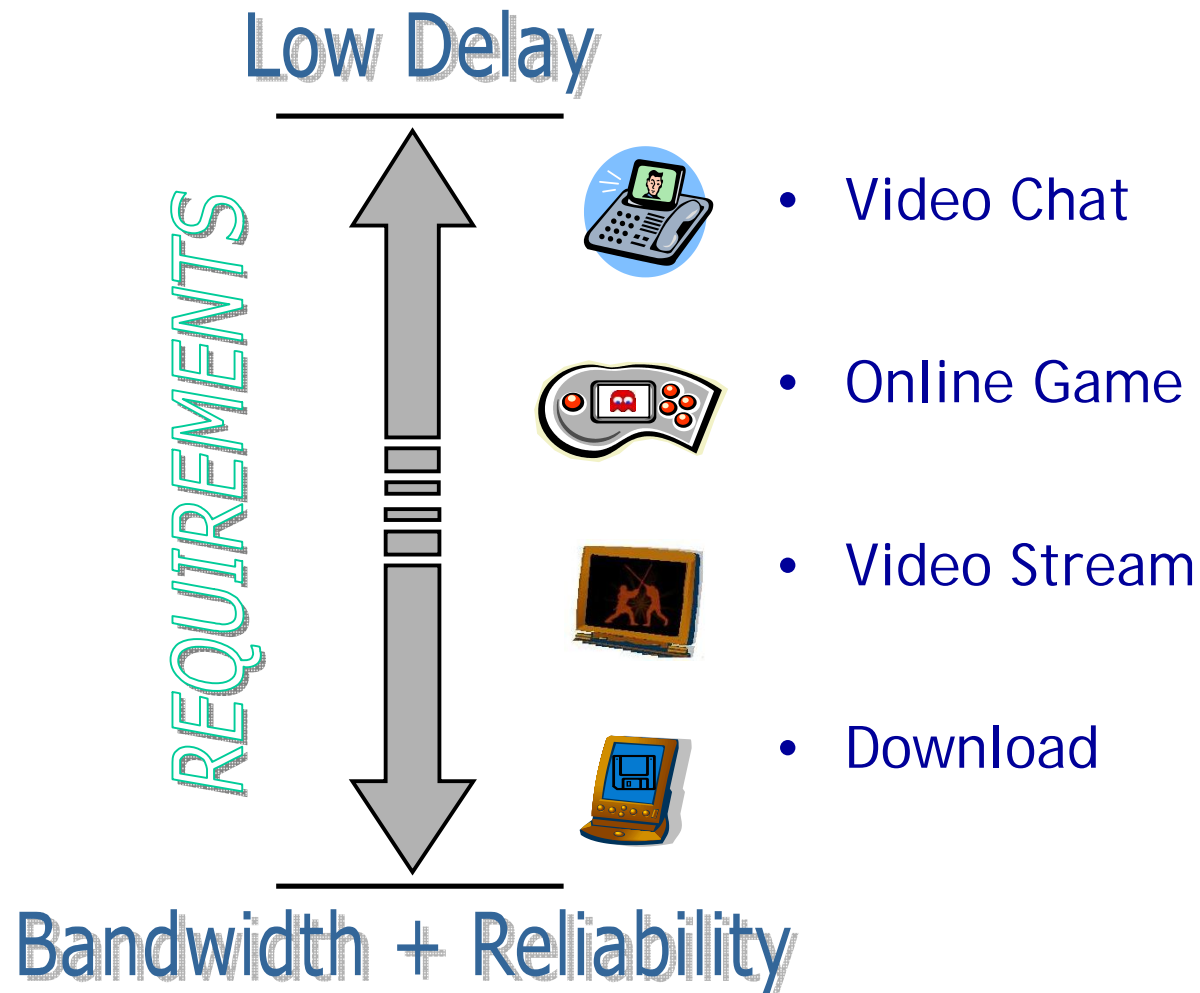 Low Delay
REQUIREMENTS
• Video Chat
• Online Game
• Video Stream
• Download
Bandwidth + Reliability